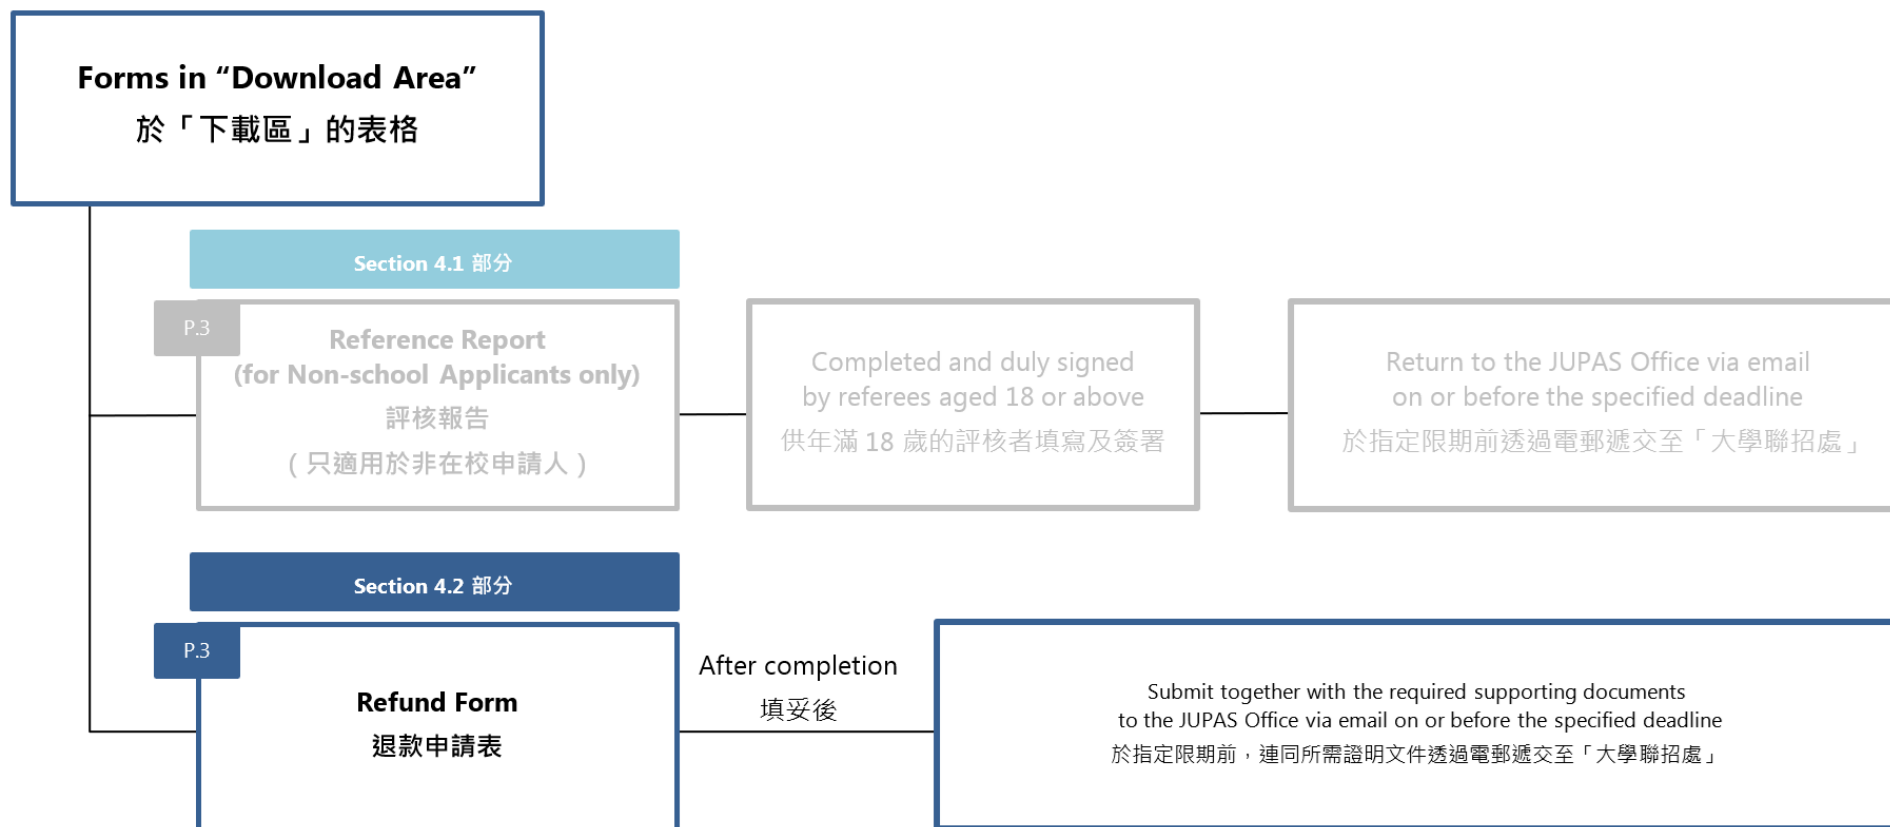 Forms in “Download Area”
於「下載區」的表格
Section 4.1 部分
P.3
Reference Report
(for Non-school Applicants only)
評核報告
（只適用於非在校申請人）
Completed and duly signed
by referees aged 18 or above
供年滿 18 歲的評核者填寫及簽署
Return to the JUPAS Office via email
on or before the specified deadline
於指定限期前透過電郵遞交至「大學聯招處」
Section 4.2 部分
P.3
Refund Form
退款申請表
After completion
填妥後
Submit together with the required supporting documents
to the JUPAS Office via email on or before the specified deadline
於指定限期前，連同所需證明文件透過電郵遞交至「大學聯招處」